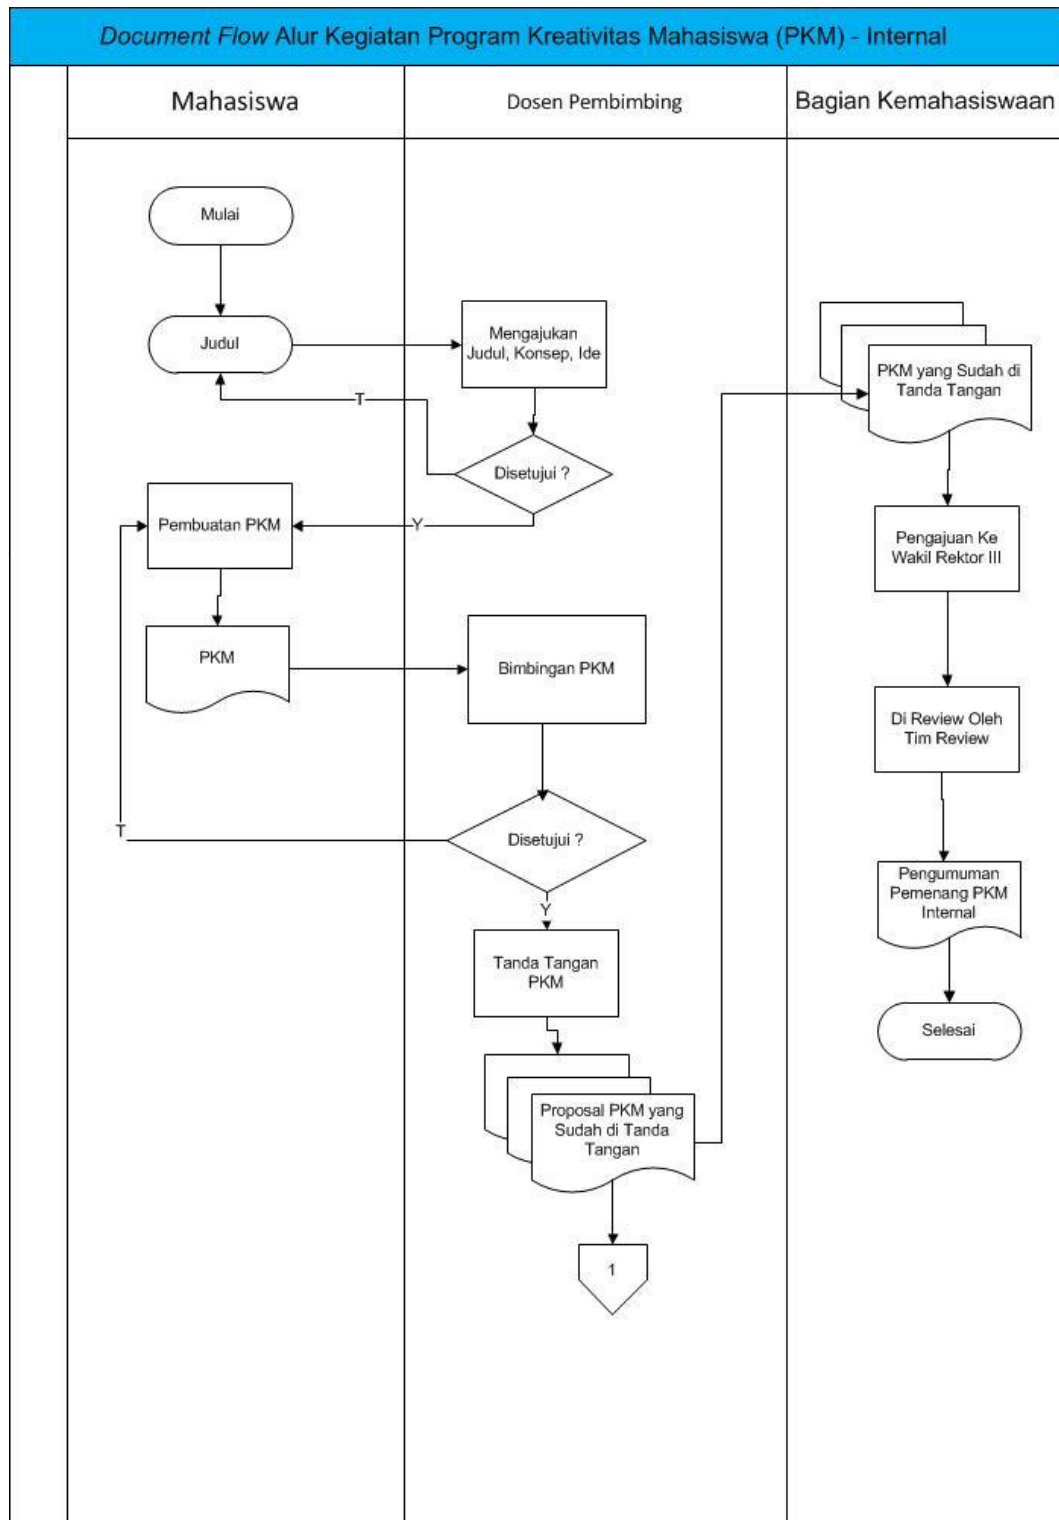 Document Flow Alur Kegiatan Program Kreativitas Mahasiswa (PKM) - Internal
Mahasiswa
Dosen Pembimbing
Bagian Kemahasiswaan
Mulai
Judul
Mengajukan
Judul, Konsep, Ide
T
Disetujui ?
Y
Pembuatan PKM
PKM
Bimbingan PKM
Disetujui ?
T
Y
Tanda Tangan
PKM
Proposal PKM yang
Sudah di Tanda
Tangan
1
PKM yang Sudah di
Tanda Tangan
Pengajuan Ke
Wakil Rektor III
Di Review Oleh
Tim Review
Pengumuman
Pemenang PKM
Internal
Selesai